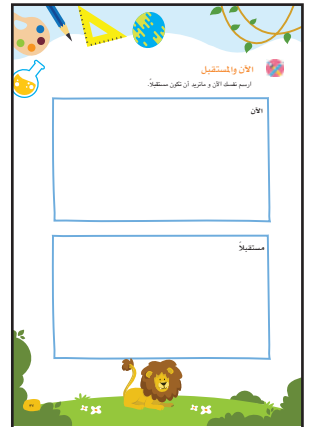 الآن والمستقبل
ارسم نفسك الآن و ماتريد أن تكون مستقبلاً.
الآن
مستقبلاً